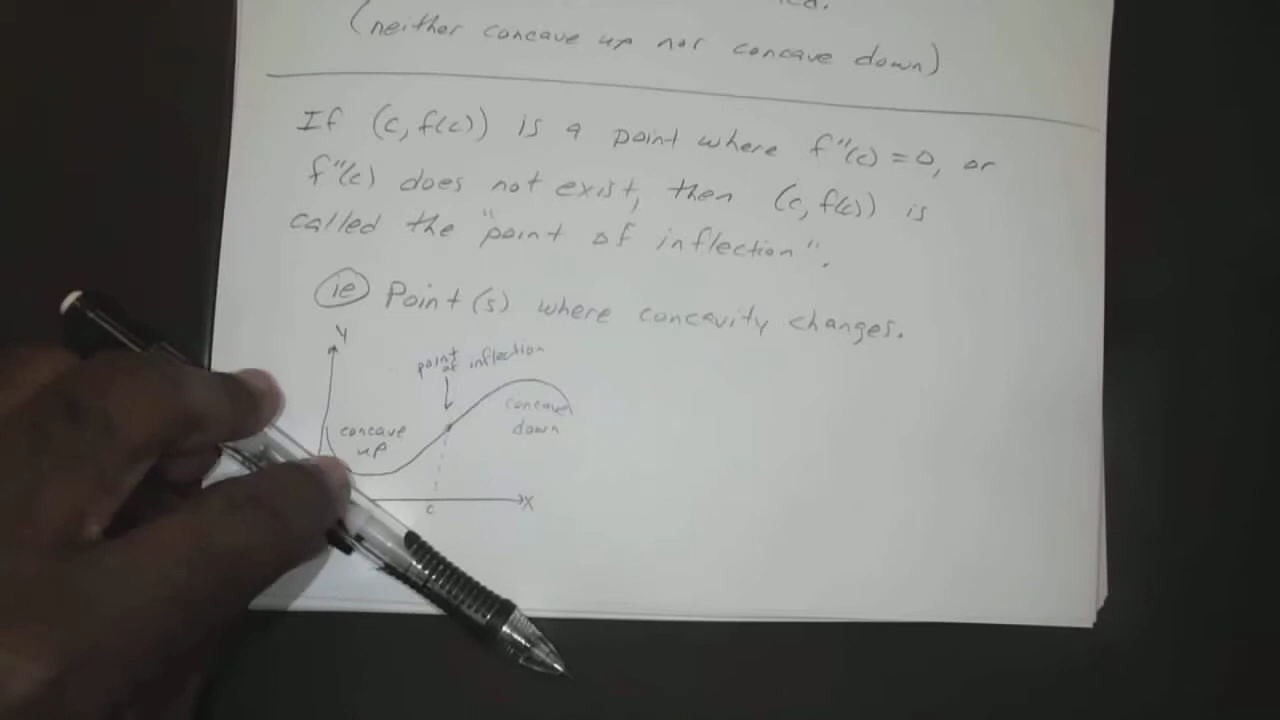 (neither concave up nor concave down)
If (c, f(c)) is a point where f"(c) = 0, or
f"(c) does not exist, then (c, f(c)) is
called the "point of inflection".
ie Point(s) where concavity changes.
Y
point
of inflection
concave
up
concave
down
c
X